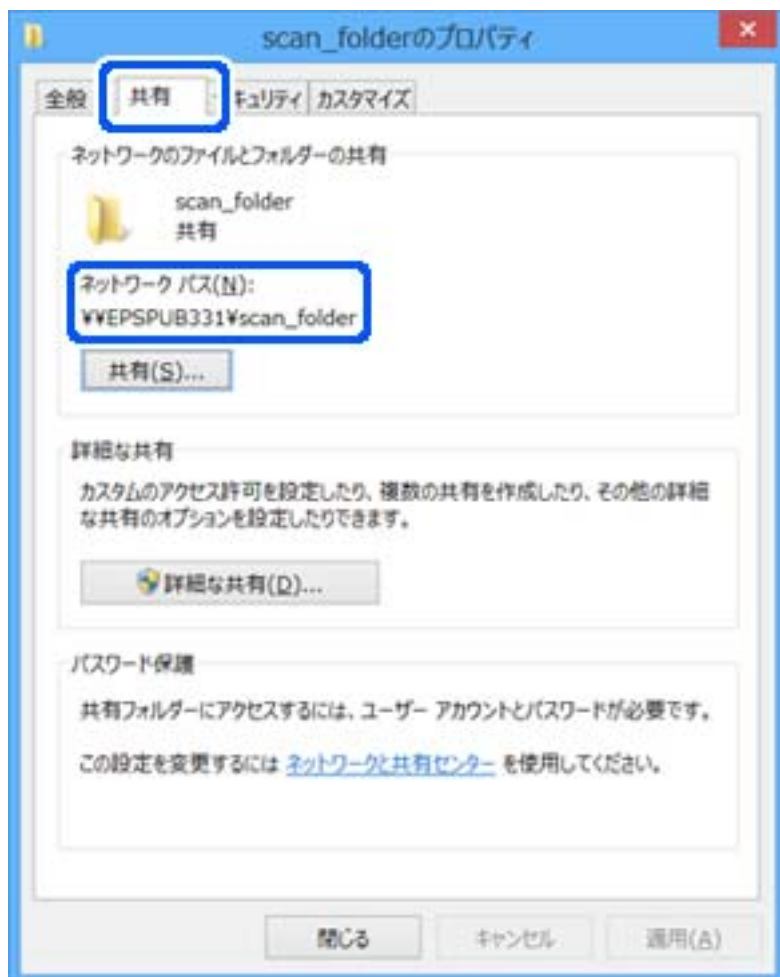 scan_folderのプロパティ
全般 共有 キュリティ カスタマイズ
ネットワークのファイルとフォルダーの共有
scan_folder
共有
ネットワーク パス(N):
¥¥EPSPUB331¥scan_folder
共有(S)...
詳細な共有
カスタムのアクセス許可を設定したり、複数の共有を作成したり、その他の詳細
な共有のオプションを設定したりできます。
詳細な共有(D)...
パスワード保護
共有フォルダーにアクセスするには、ユーザー アカウントとパスワードが必要です。
この設定を変更するには ネットワークと共有センター を使用してください。
閉じる キャンセル 適用(A)